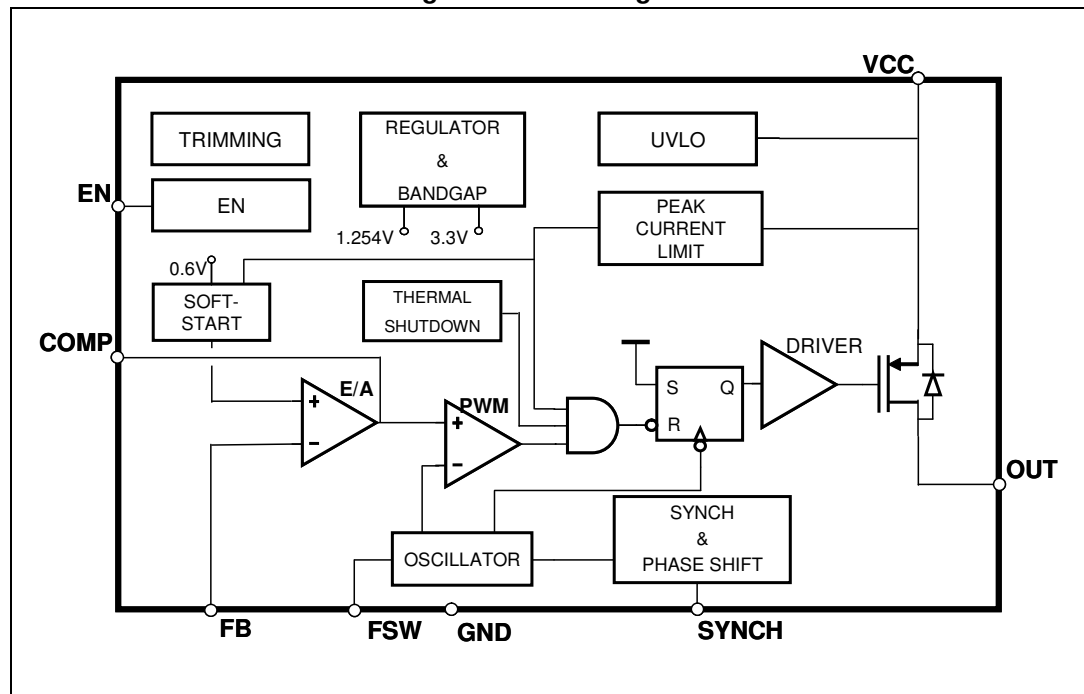 VCC
TRIMMING
REGULATOR
&
BANDGAP
UVLO
EN
EN
PEAK
CURRENT
LIMIT
1.254V
3.3V
0.6V
SOFT-
START
THERMAL
SHUTDOWN
COMP
DRIVER
E/A
+
−
PWM
+
−
S
Q
R
OUT
SYNCH
&
PHASE SHIFT
OSCILLATOR
FB
FSW
GND
SYNCH